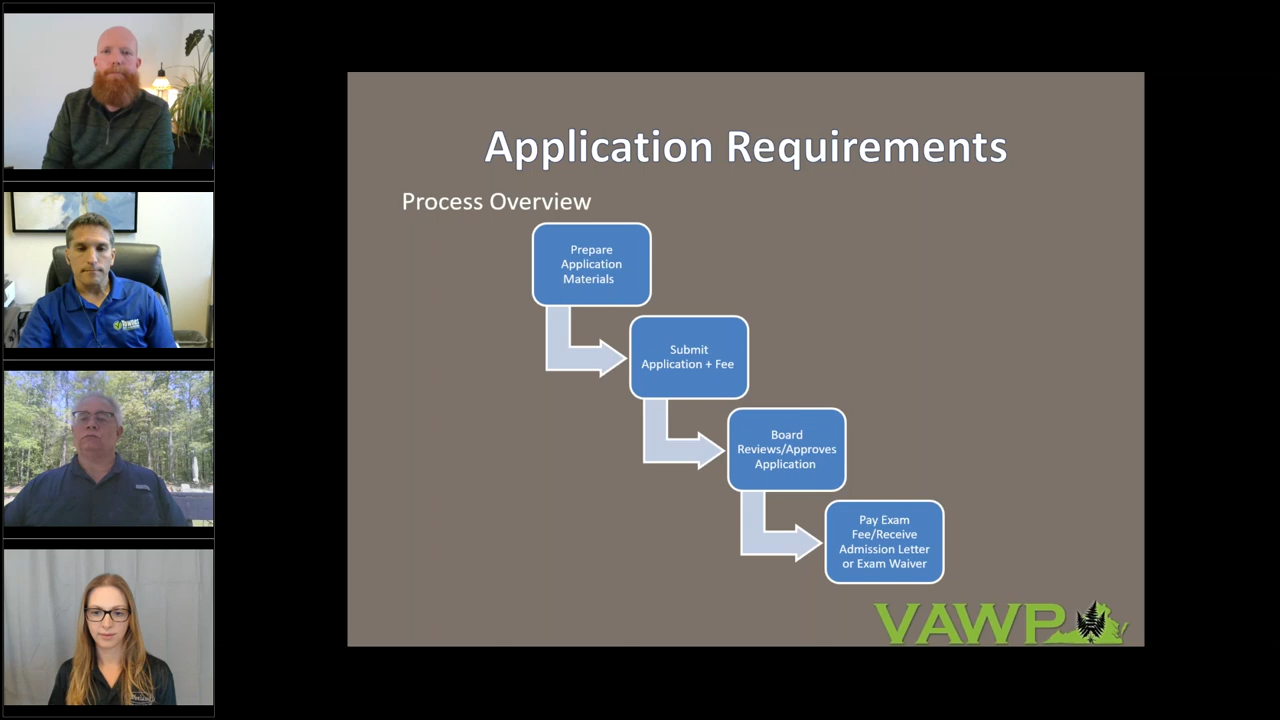 Application Requirements
Process Overview
Prepare
Application
Materials
Submit
Application + Fee
Board
Reviews/Approves
Application
Pay Exam
Fee/Receive
Admission Letter
or Exam Waiver
VAWP